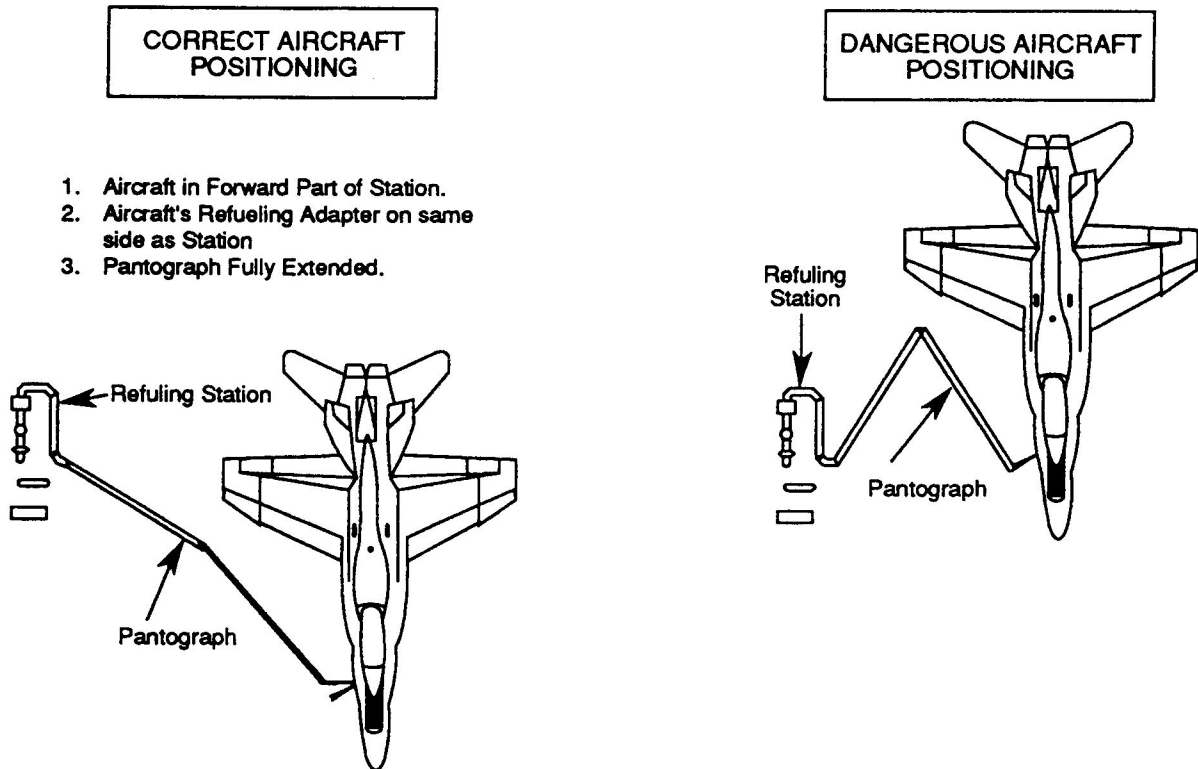 CORRECT AIRCRAFT
POSITIONING
1. Aircraft in Forward Part of Station.
2. Aircraft's Refueling Adapter on same
side as Station
3. Pantograph Fully Extended.
Refuling Station
Pantograph
DANGEROUS AIRCRAFT
POSITIONING
Refuling
Station
Pantograph